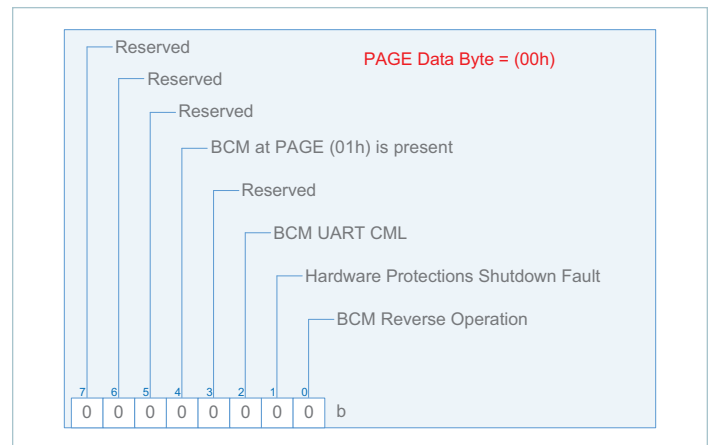 Reserved
PAGE Data Byte = (00h)
Reserved
Reserved
BCM at PAGE (01h) is present
Reserved
BCM UART CML
Hardware Protections Shutdown Fault
BCM Reverse Operation
7 6 5 4 3 2 1 0
0 0 0 0 0 0 0 0 b